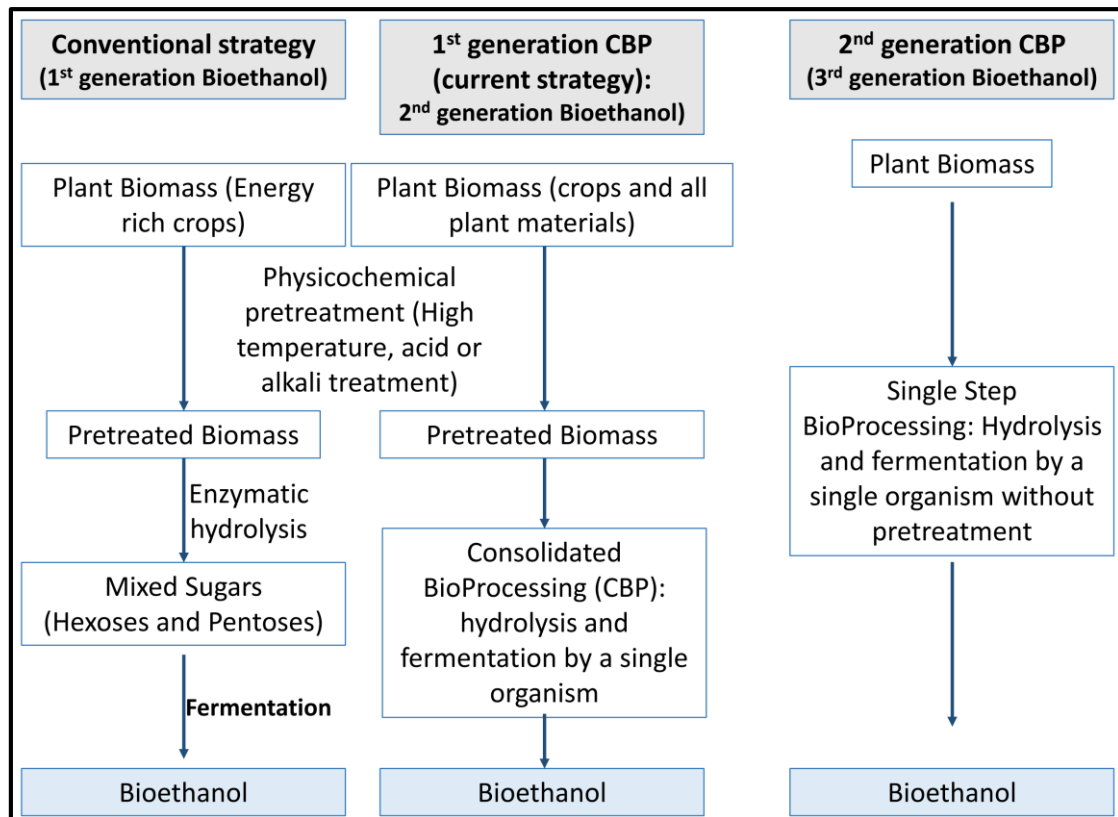 Conventional strategy
(1st generation Bioethanol)
1st generation CBP
(current strategy):
2nd generation Bioethanol)
2nd generation CBP
(3rd generation Bioethanol)
Plant Biomass (Energy
rich crops)
Plant Biomass (crops and all
plant materials)
Plant Biomass
Physicochemical
pretreatment (High
temperature, acid or
alkali treatment)
Pretreated Biomass
Pretreated Biomass
Single Step
BioProcessing: Hydrolysis
and fermentation by a
single organism without
pretreatment
Enzymatic
hydrolysis
Mixed Sugars
(Hexoses and Pentoses)
Consolidated
BioProcessing (CBP):
hydrolysis and
fermentation by a single
organism
Fermentation
Bioethanol
Bioethanol
Bioethanol